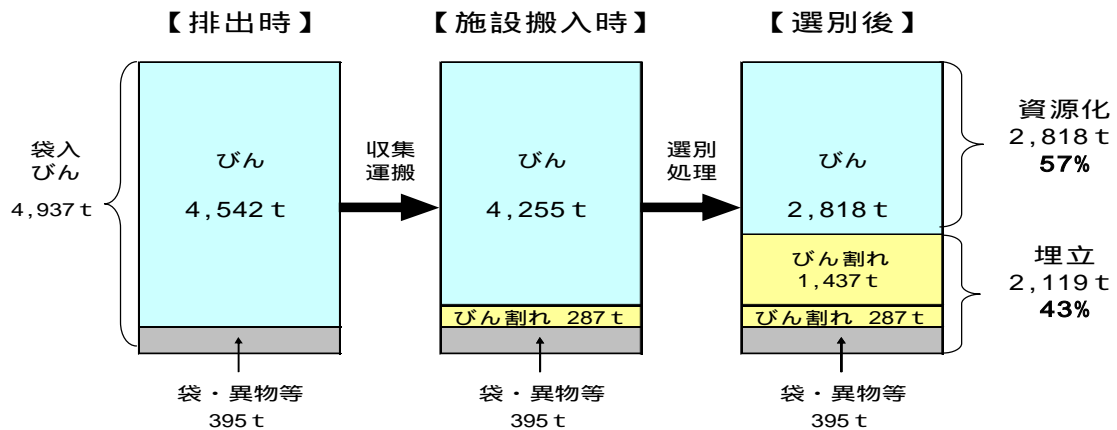 【排出時】
【施設搬入時】
【選別後】
袋入
びん
4,937ｔ
びん
4,542ｔ
収集
運搬
びん
4,255ｔ
びん割れ 287ｔ
選別
処理
びん
2,818ｔ
びん割れ
1,437ｔ
びん割れ 287ｔ
資源化
2,818ｔ
57%
埋立
2,119ｔ
43%
袋・異物等
395ｔ
袋・異物等
395ｔ
袋・異物等
395ｔ